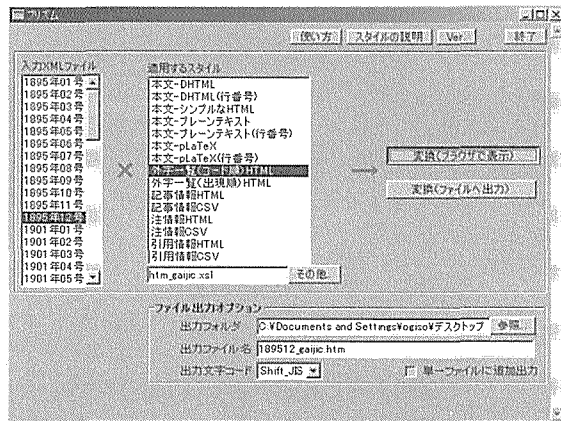 プリズム
使い方 スタイルの説明 Ver. 終了
入力XMLファイル
1895年01号
1895年02号
1895年03号
1895年04号
1895年05号
1895年06号
1895年07号
1895年08号
1895年09号
1895年10号
1895年11号
1895年12号
1901年01号
1901年02号
1901年03号
1901年04号
1901年05号
×
適用するスタイル
本文-DHTML
本文-DHTML(行番号)
本文-シンプルなHTML
本文-プレーンテキスト
本文-プレーンテキスト(行番号)
本文-pLaTeX
本文-pLaTeX(行番号)
外字一覧(コード順)HTML
外字一覧(出現順)HTML
記事情報HTML
記事情報CSV
注情報HTML
注情報CSV
引用情報HTML
引用情報CSV
htm_gaijic.xsl その他...
→
変換(ブラウザで表示)
変換(ファイルへ出力)
ファイル出力オプション
出力フォルダ C:¥Documents and Settings¥ogiso¥デスクトップ 参照...
出力ファイル名 189512_gaijic.htm
出力文字コード Shift_JIS 単一ファイルに追加出力